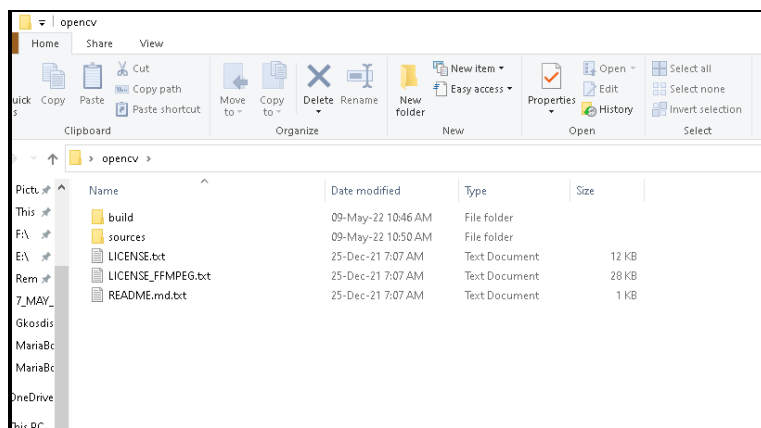 opencv
Home Share View
uick Copy Paste Cut Copy path Paste shortcut Move to Copy to Delete Rename New folder New item Easy access Properties Open Edit History Select all Select none Invert selection
s
Clipboard Organize New Open Select
opencv
Name Date modified Type Size
build 09-May-22 10:46 AM File folder
sources 09-May-22 10:50 AM File folder
LICENSE.txt 25-Dec-21 7:07 AM Text Document 12 KB
LICENSE_FFMPEG.txt 25-Dec-21 7:07 AM Text Document 28 KB
README.md.txt 25-Dec-21 7:07 AM Text Document 1 KB
Pictu
This
F:\
E:\
Rem
7_MAY_
Gkosdis
MariaBo
MariaBo
OneDrive
This PC